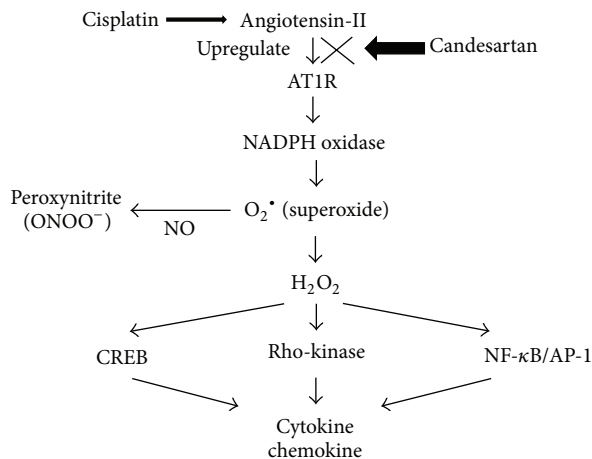 Cisplatin Angiotensin-II
Upregulate Candesartan
AT1R
NADPH oxidase
Peroxynitrite
(ONOO⁻)
O₂• (superoxide)
NO
H₂O₂
CREB Rho-kinase NF-κB/AP-1
Cytokine
chemokine